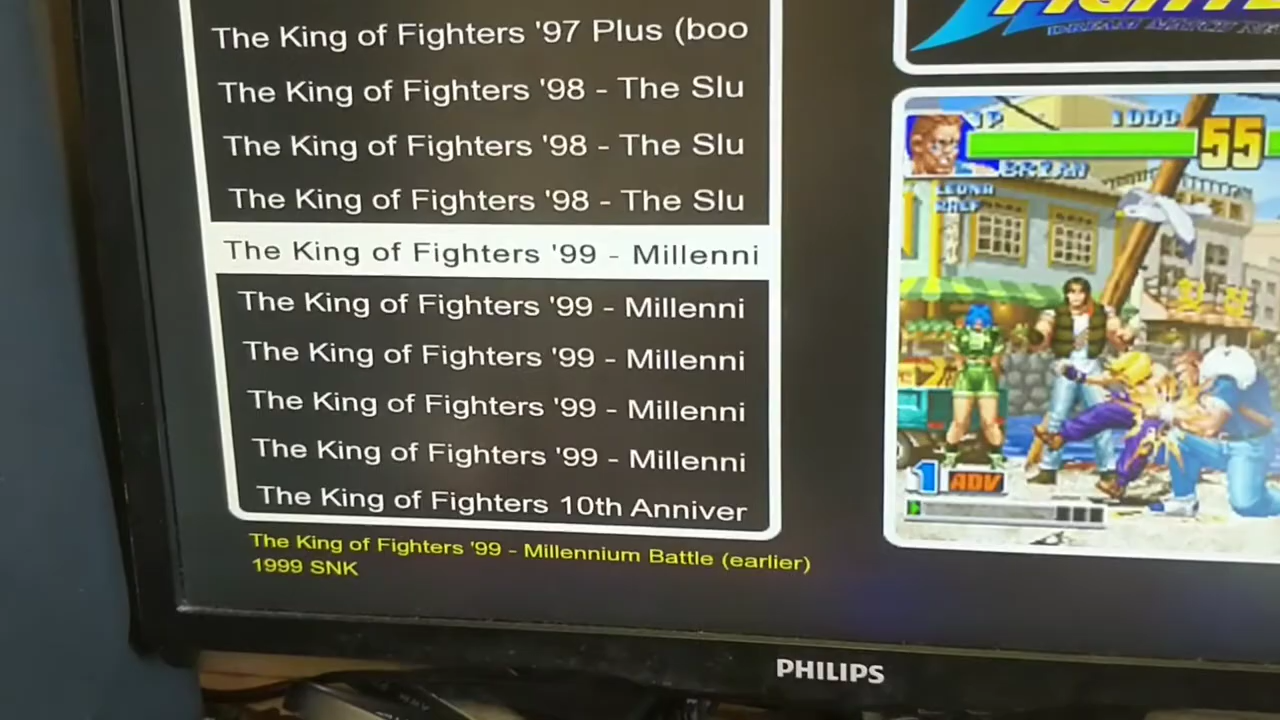 The King of Fighters '97 Plus (boo
The King of Fighters '98 - The Slu
The King of Fighters '98 - The Slu
The King of Fighters '98 - The Slu
The King of Fighters '99 - Millenni
The King of Fighters '99 - Millenni
The King of Fighters '99 - Millenni
The King of Fighters '99 - Millenni
The King of Fighters '99 - Millenni
The King of Fighters 10th Anniver
The King of Fighters '99 - Millennium Battle (earlier)
1999 SNK
DREAM MATCH
1P 1000 55
LEONA
RALF
1 ADV
PHILIPS